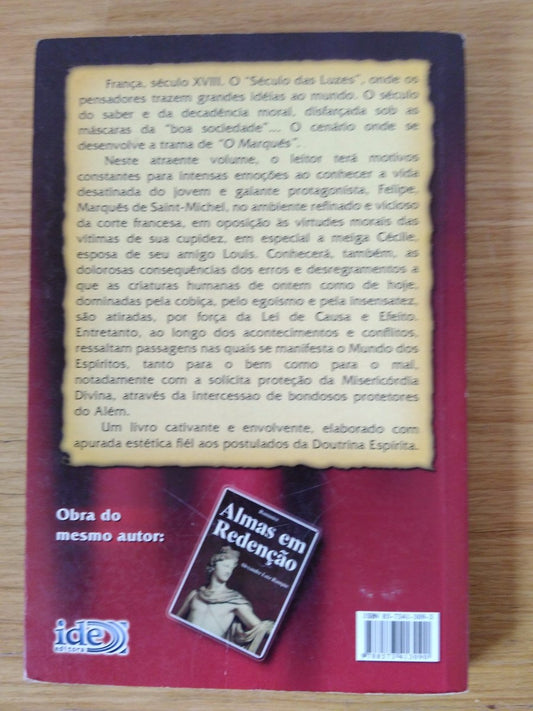 França, século XVIII. O "Século das Luzes", onde os
pensadores trazem grandes idéias ao mundo. O século
do saber e da decadência moral, disfarçada sob as
máscaras da "boa sociedade"... O cenário onde se
desenvolve a trama de "O Marquês".
Neste atraente volume, o leitor terá motivos
constantes para intensas emoções ao conhecer a vida
desatinada do jovem e galante protagonista, Felipe,
Marquês de Saint-Michel, no ambiente refinado e vicioso
da corte francesa, em oposição às virtudes morais das
vítimas de sua cupidez, em especial a meiga Cécile,
esposa de seu amigo Louis. Conhecerá, também, as
dolorosas consequências dos erros e desregramentos a
que as criaturas humanas de ontem como de hoje,
dominadas pela cobiça, pelo egoísmo e pela insensatez,
são atiradas, por força da Lei de Causa e Efeito.
Entretanto, ao longo dos acontecimentos e conflitos,
ressaltam passagens nas quais se manifesta o Mundo dos
Espíritos, tanto para o bem como para o mal,
notadamente com a solícita proteção da Misericórdia
Divina, através da intercessão de bondosos protetores
do Além.
Um livro cativante e envolvente, elaborado com
apurada estética fiél aos postulados da Doutrina Espírita.
Obra do
mesmo autor:
Romance
Almas em
Redenção
ide
editora